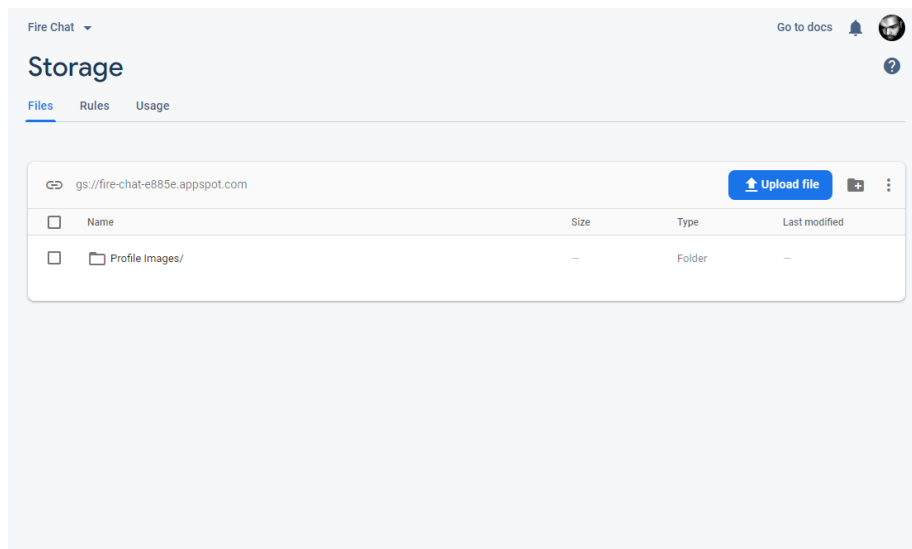 Fire Chat
Go to docs
Storage
?
Files Rules Usage
gs://fire-chat-e885e.appspot.com
Upload file
Name Size Type Last modified
Profile Images/ — Folder —